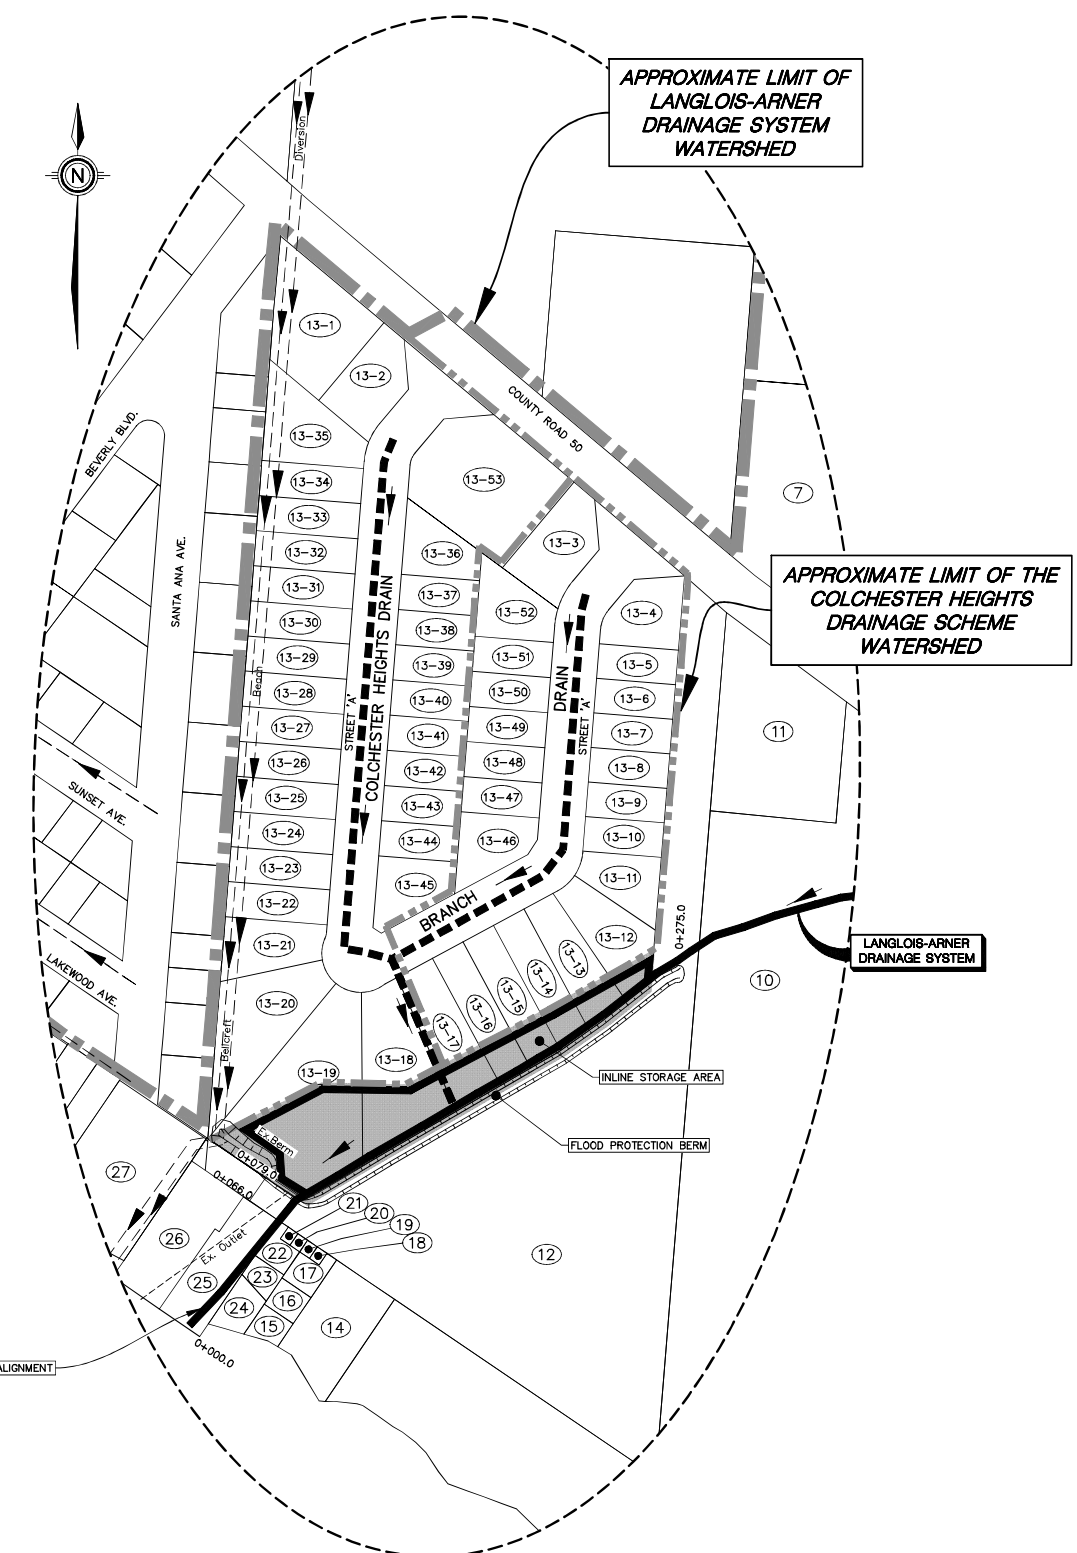 APPROXIMATE LIMIT OF
LANGLOIS-ARNER
DRAINAGE SYSTEM
WATERSHED
N
Diversion
13-1
13-2
COUNTY ROAD 50
BEVERLY BLVD.
13-35
13-53
13-34
7
13-33
13-3
13-32
13-36
APPROXIMATE LIMIT OF THE
COLCHESTER HEIGHTS
DRAINAGE SCHEME
WATERSHED
SANTA ANA AVE.
13-31
13-37
13-52
13-4
13-30
13-38
13-29
13-39
13-51
13-5
Beach
13-28
13-40
13-50
13-6
STREET 'A'
COLCHESTER HEIGHTS DRAIN
DRAIN
STREET 'A'
13-27
13-41
13-49
13-7
11
13-26
13-42
13-48
13-8
SUNSET AVE.
13-25
13-43
13-47
13-9
13-24
13-44
13-46
13-10
13-23
13-45
13-11
13-22
BRANCH
13-21
13-12
0+275.0
LANGLOIS-ARNER
DRAINAGE SYSTEM
LAKEWOOD AVE.
13-20
13-13
13-14
13-15
13-16
13-17
10
Bellcreft
13-18
13-19
INLINE STORAGE AREA
FLOOD PROTECTION BERM
Ex.Berm
27
0+079.0
0+066.0
21
20
19
18
26
Ex. Outlet
22
12
25
23
17
24
16
15
14
0+000.0
ALIGNMENT